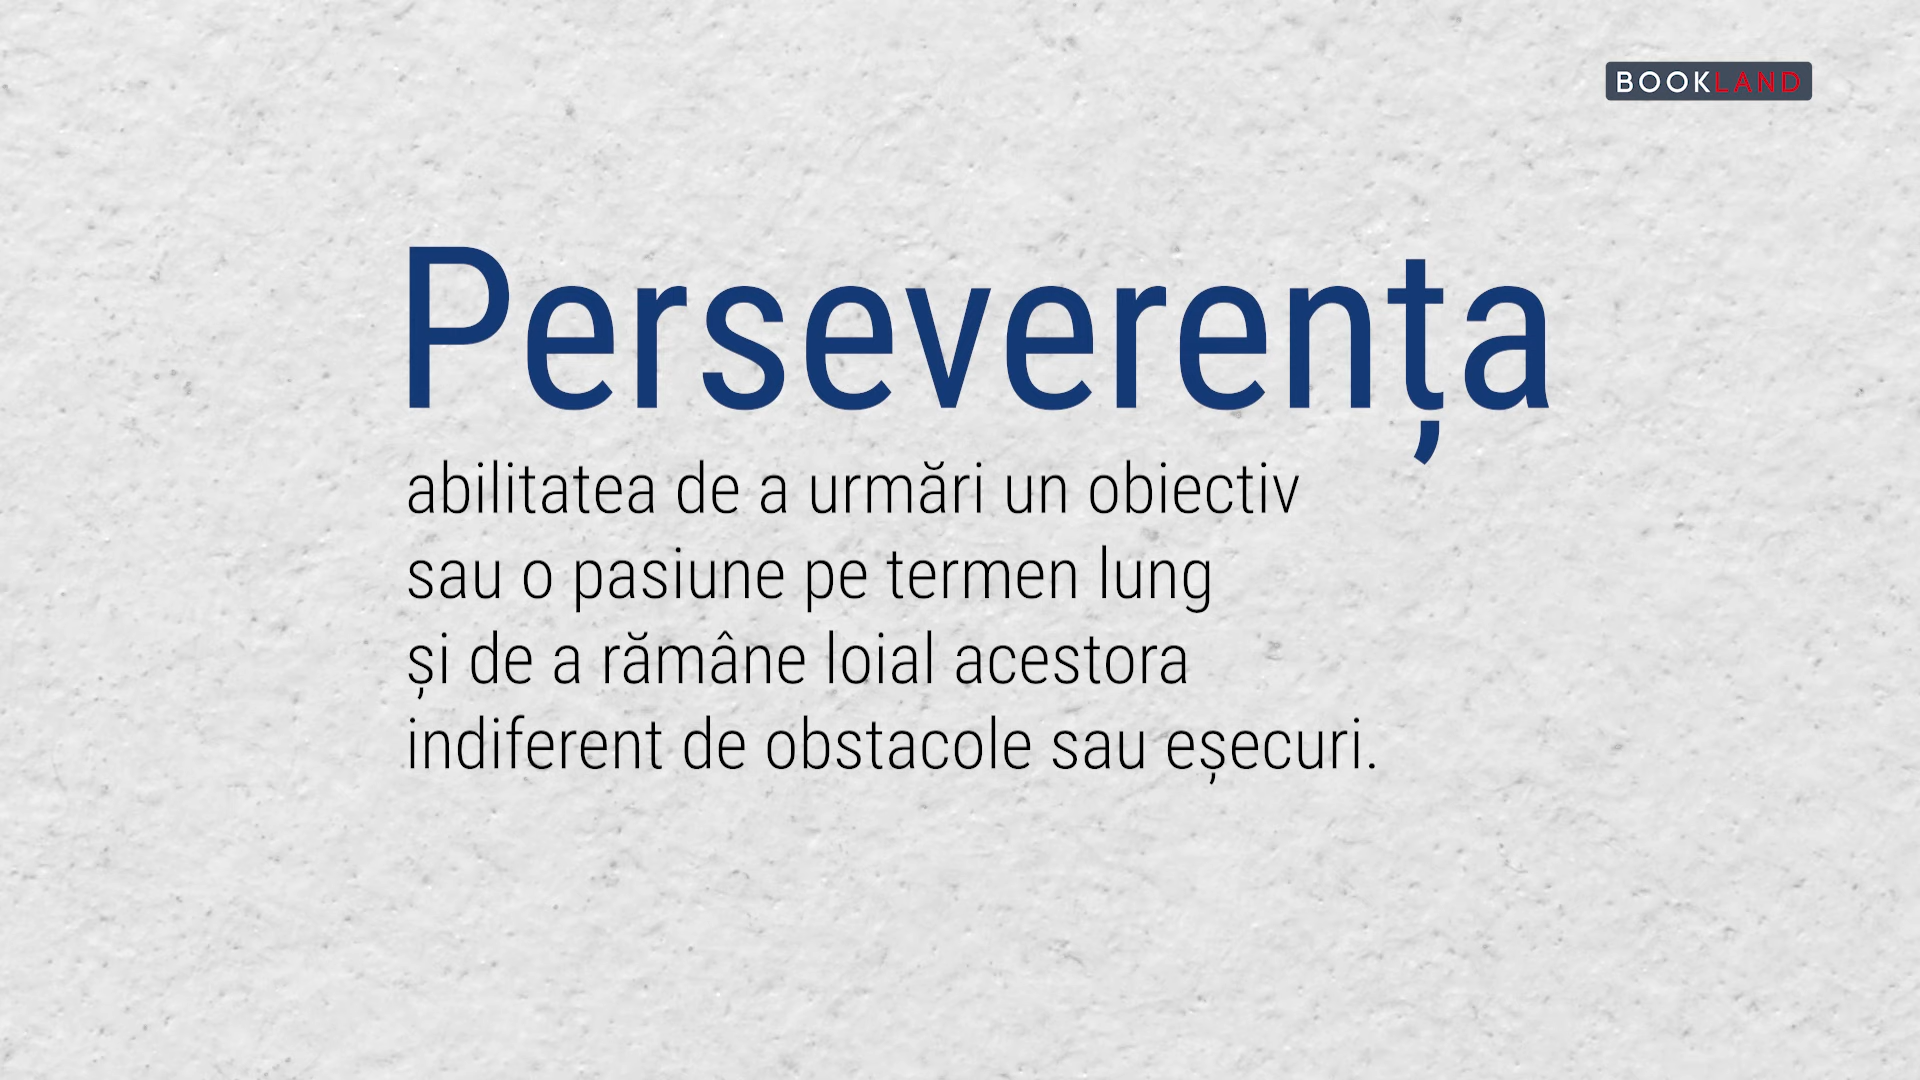 BOOKLAND
Perseverența
abilitatea de a urmări un obiectiv
sau o pasiune pe termen lung
și de a rămâne loial acestora
indiferent de obstacole sau eșecuri.